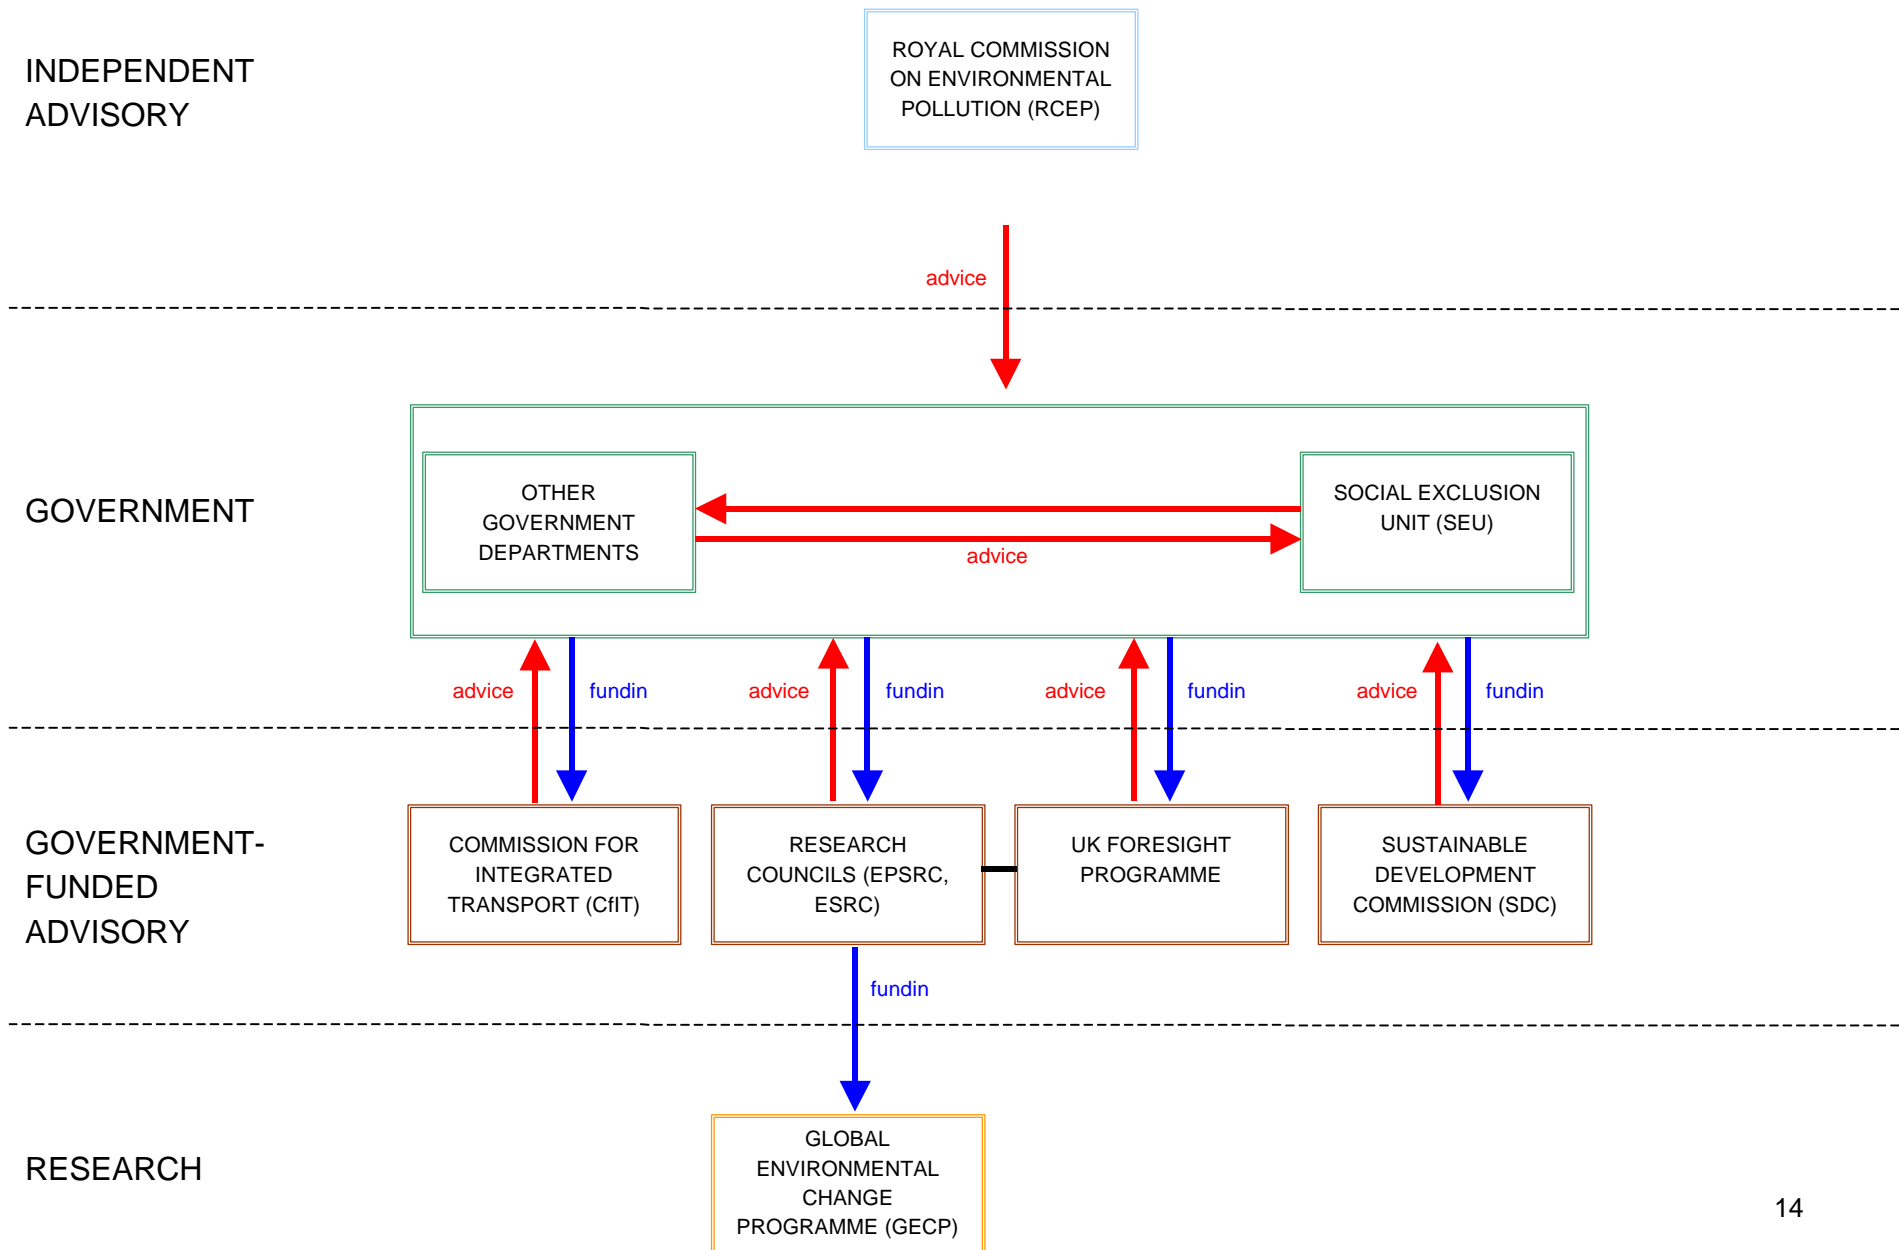 INDEPENDENT
ADVISORY
ROYAL COMMISSION
ON ENVIRONMENTAL
POLLUTION (RCEP)
advice
GOVERNMENT
OTHER
GOVERNMENT
DEPARTMENTS
advice
SOCIAL EXCLUSION
UNIT (SEU)
advice
fundin
advice
fundin
advice
fundin
advice
fundin
GOVERNMENT-
FUNDED
ADVISORY
COMMISSION FOR
INTEGRATED
TRANSPORT (CfIT)
RESEARCH
COUNCILS (EPSRC,
ESRC)
UK FORESIGHT
PROGRAMME
SUSTAINABLE
DEVELOPMENT
COMMISSION (SDC)
fundin
RESEARCH
GLOBAL
ENVIRONMENTAL
CHANGE
PROGRAMME (GECP)
14